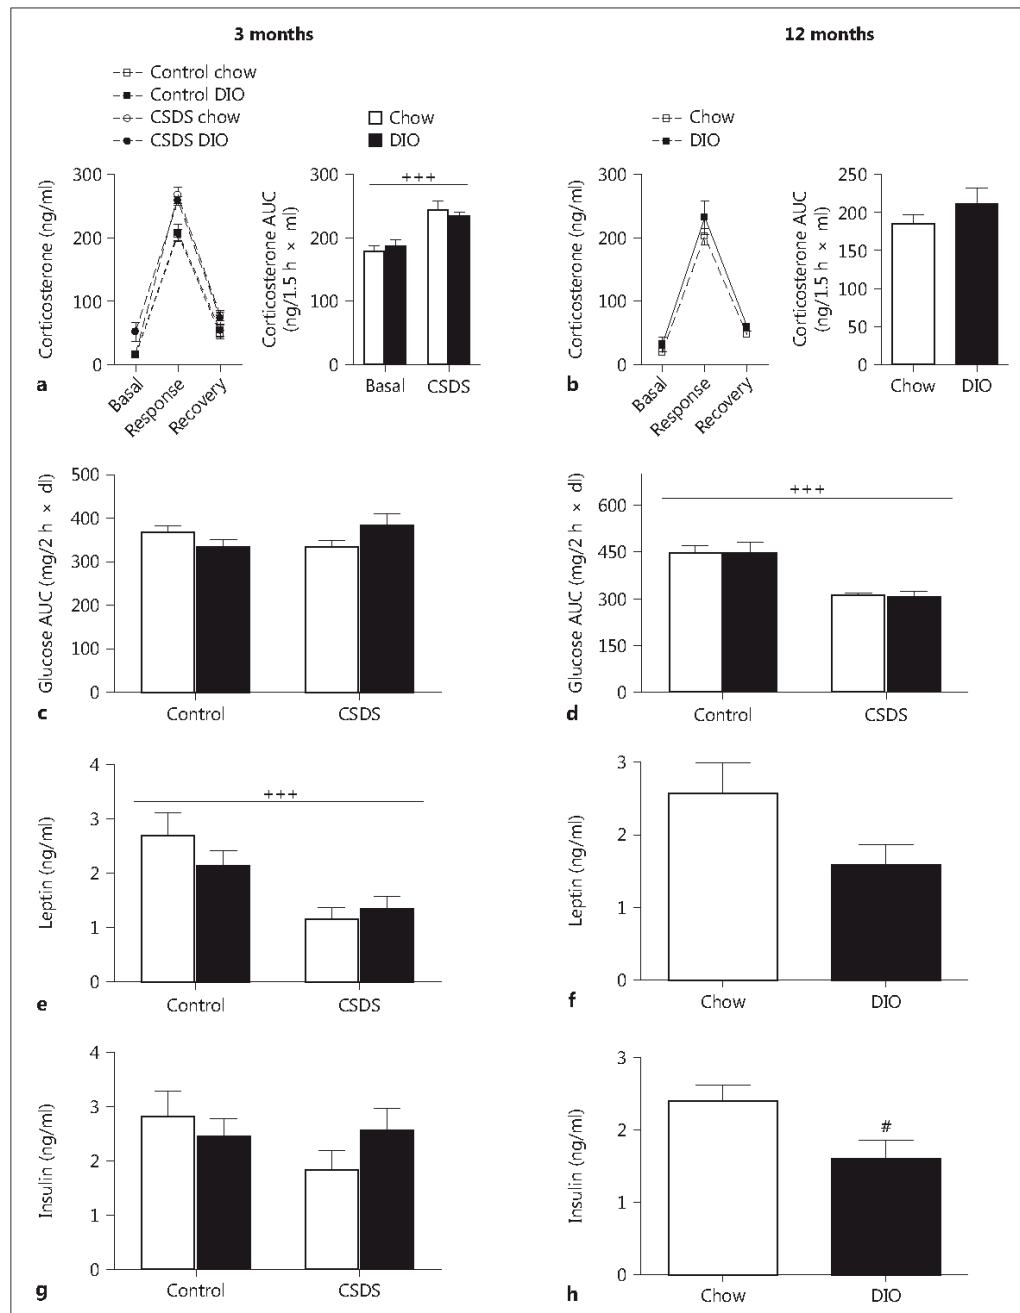 3 months
12 months
Control chow
Control DIO
CSDS chow
CSDS DIO
Chow
DIO
Chow
DIO
Corticosterone (ng/ml)
300
200
100
0
Basal
Response
Recovery
a
Corticosterone AUC
(ng/1.5 h × ml)
300
200
100
0
+++
Basal
CSDS
Corticosterone (ng/ml)
300
200
100
0
Basal
Response
Recovery
b
Corticosterone AUC
(ng/1.5 h × ml)
250
200
150
100
50
0
Chow
DIO
Glucose AUC (mg/2 h × dl)
500
400
300
200
100
0
Control
CSDS
c
Glucose AUC (mg/2 h × dl)
600
450
300
150
0
+++
Control
CSDS
d
Leptin (ng/ml)
4
3
2
1
0
+++
Control
CSDS
e
Leptin (ng/ml)
3
2
1
0
Chow
DIO
f
Insulin (ng/ml)
4
3
2
1
0
Control
CSDS
g
Insulin (ng/ml)
3
2
1
0
#
Chow
DIO
h